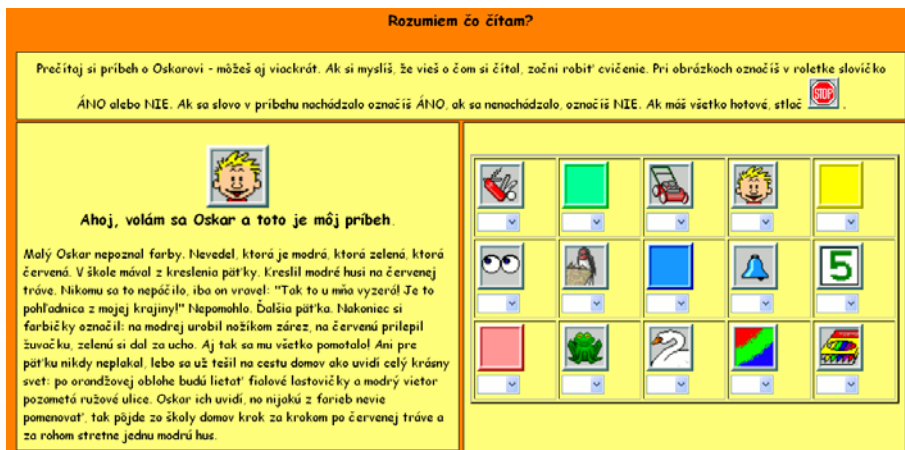 Rozumiem čo čítam?
Prečítaj si príbeh o Oskarovi - môžeš aj viackrát. Ak si myslíš, že vieš o čom si čítal, začni robiť cvičenie. Pri obrázkoch označíš v roletke slovíčko
ÁNO alebo NIE. Ak sa slovo v príbehu nachádzalo označíš ÁNO, ak sa nenachádzalo, označíš NIE. Ak máš všetko hotové, stlač STOP .
Ahoj, volám sa Oskar a toto je môj príbeh.
Malý Oskar nepoznal farby. Nevedel, ktorá je modrá, ktorá zelená, ktorá
červená. V škole mával z kreslenia päťky. Kreslil modré husi na červenej
tráve. Nikomu sa to nepáčilo, iba on vravel: "Tak to u mňa vyzerá! Je to
pohľadnica z mojej krajiny!" Nepomohlo. Ďalšia päťka. Nakoniec si
farbičky označil: na modrej urobil nožíkom zárez, na červenú prilepil
žuvačku, zelenú si dal za ucho. Aj tak sa mu všetko pomotalo! Ani pre
päťku nikdy neplakal, lebo sa už tešil na cestu domov ako uvidí celý krásny
svet: po orandžovej oblohe budú lietať fialové lastovičky a modrý vietor
pozametá ružové ulice. Oskar ich uvidí, no nijakú z farieb nevie
pomenovať, tak pôjde zo školy domov krok za krokom po červenej tráve a
za rohom stretne jednu modrú hus.
5